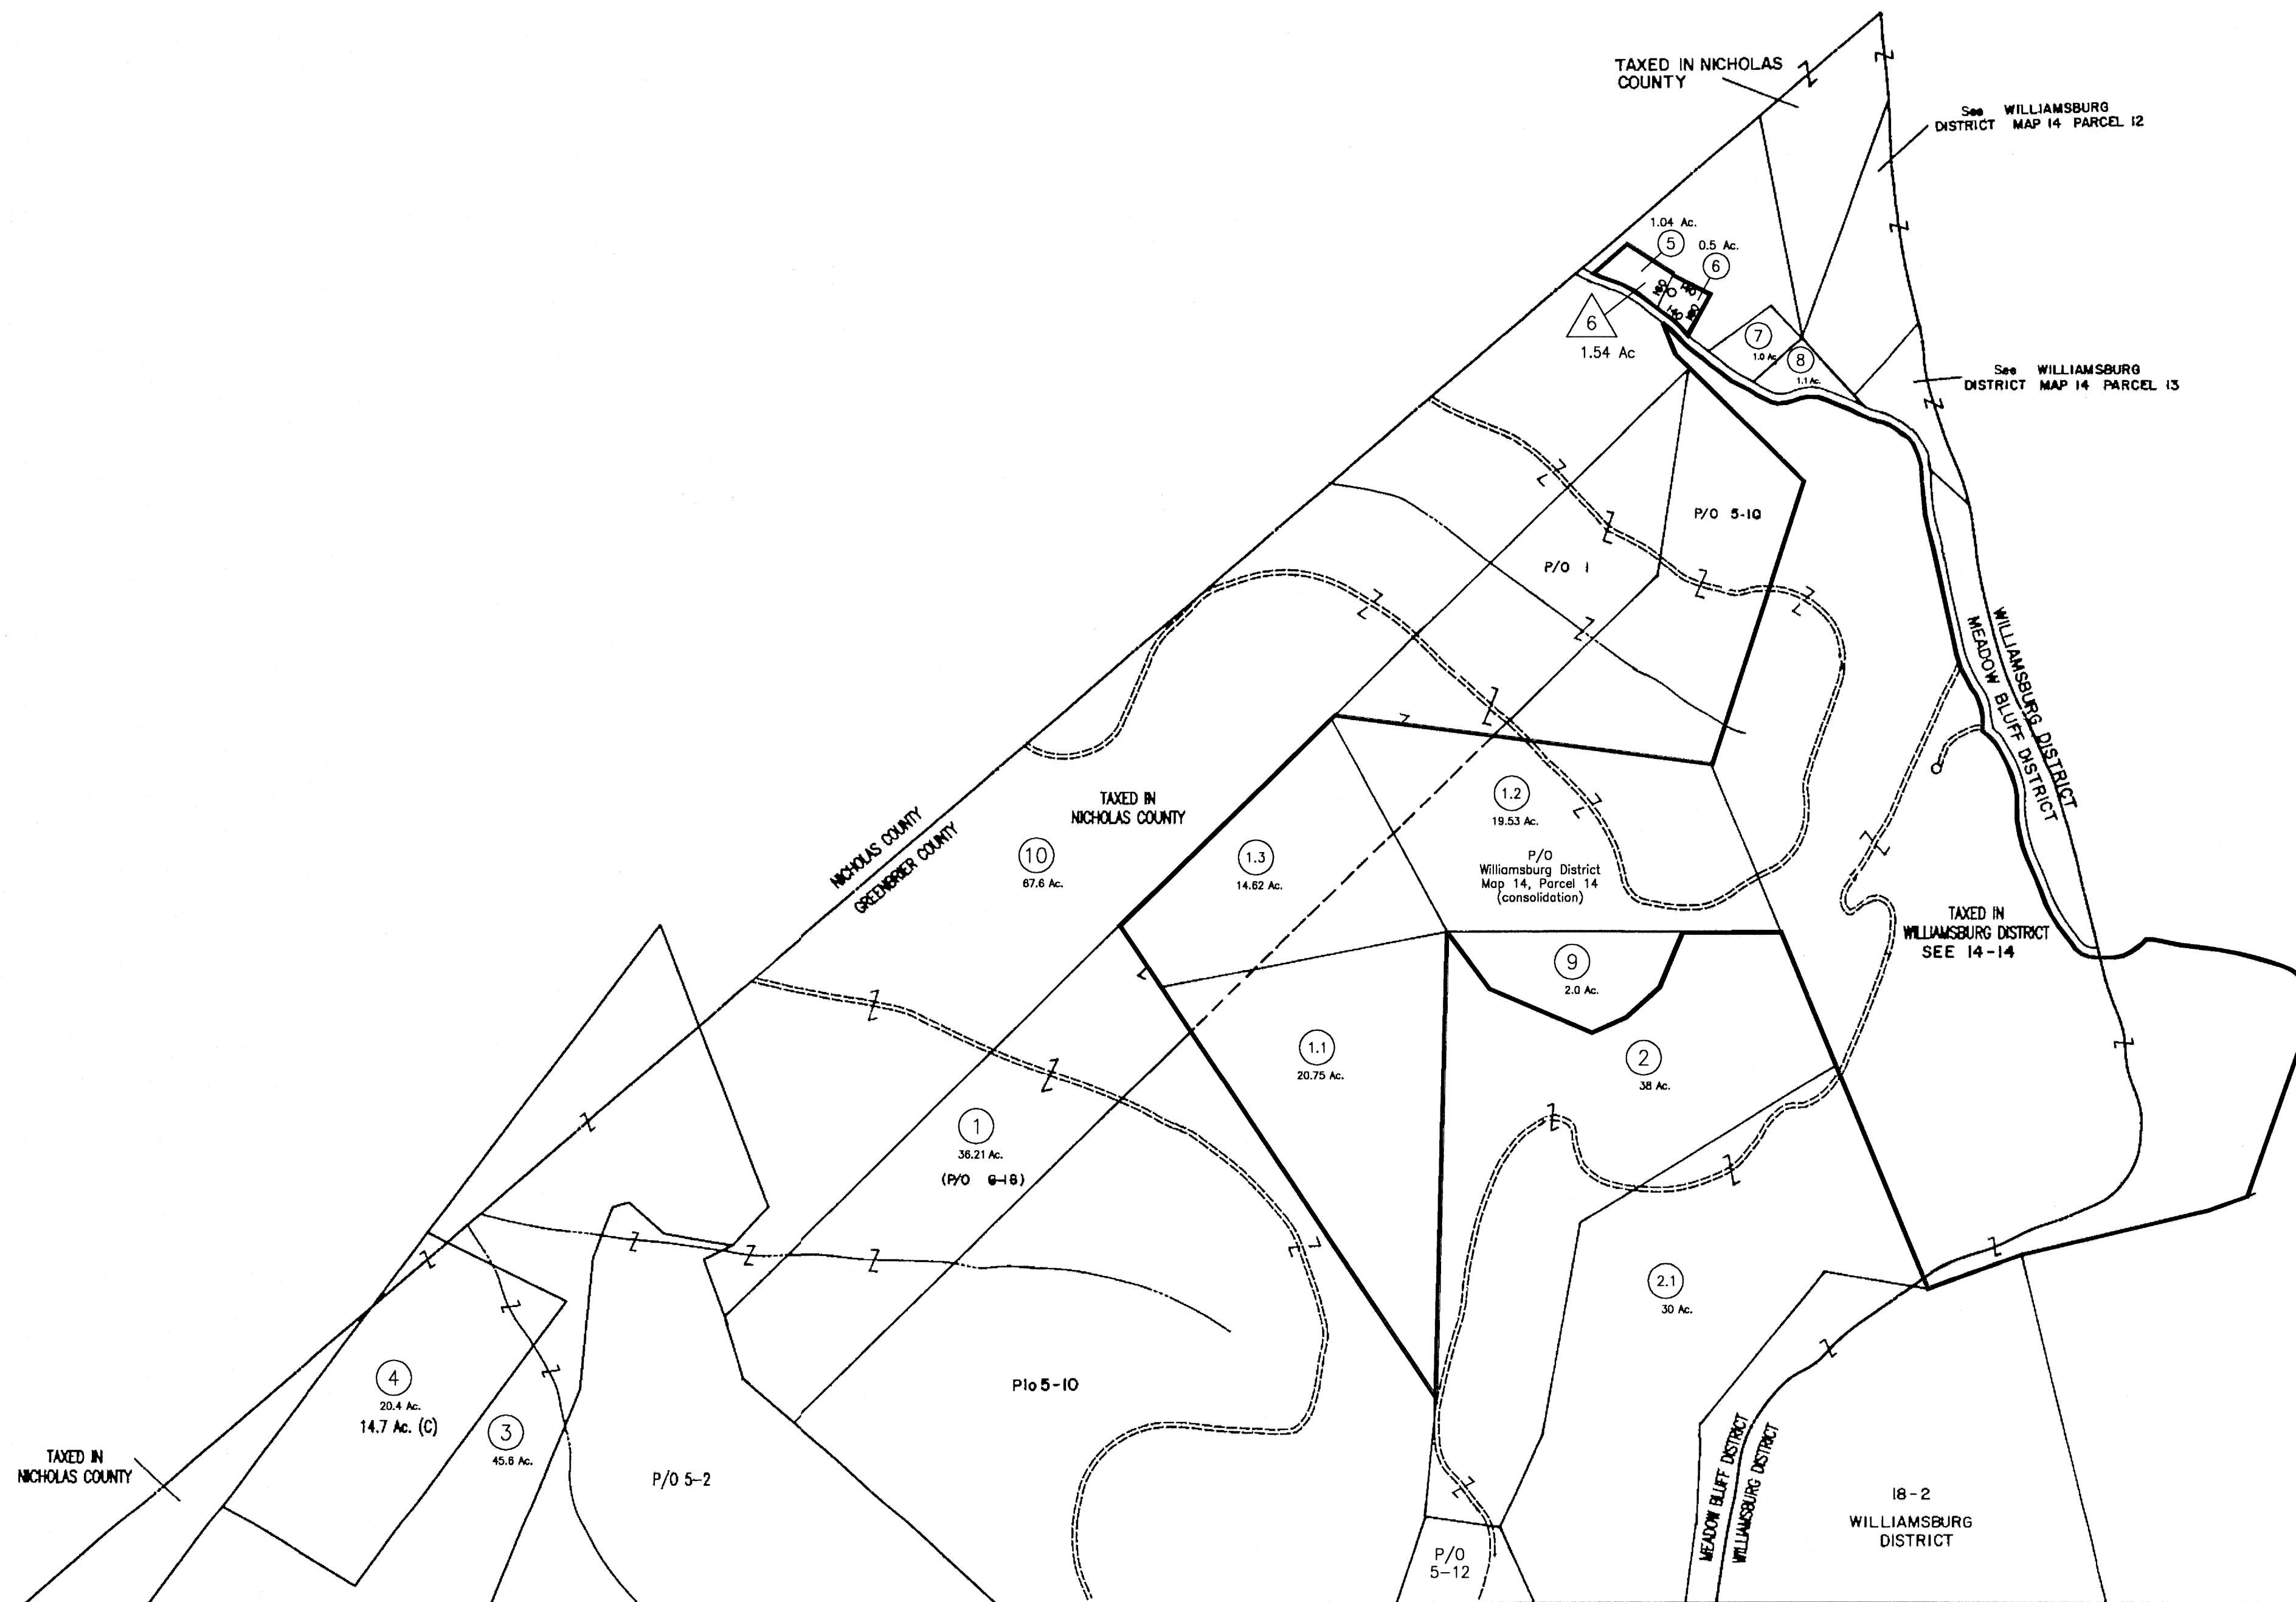 TAXED IN NICHOLAS
COUNTY
See WILLIAMSBURG
DISTRICT MAP 14 PARCEL 12
1.04 Ac.
5
0.5 Ac.
6
140
6
1.54 Ac
7
1.0 Ac.
8
1.1 Ac.
See WILLIAMSBURG
DISTRICT MAP 14 PARCEL 13
P/O 5-10
P/O 1
WILLIAMSBURG DISTRICT
MEADOW BLUFF DISTRICT
TAXED IN
NICHOLAS COUNTY
NICHOLAS COUNTY
GREENBRIER COUNTY
10
67.6 Ac.
1.3
14.62 Ac.
1.2
19.53 Ac.
P/O
Williamsburg District
Map 14, Parcel 14
(consolidation)
TAXED IN
WILLIAMSBURG DISTRICT
SEE 14-14
9
2.0 Ac.
1.1
20.75 Ac.
2
38 Ac.
1
36.21 Ac.
(P/O
2.1
30 Ac.
4
20.4 Ac.
14.7 Ac. (C)
3
45.6 Ac.
P/o 5-10
TAXED IN
NICHOLAS COUNTY
P/O 5-2
MEADOW BLUFF DISTRICT
WILLIAMSBURG DISTRICT
18-2
WILLIAMSBURG
DISTRICT
P/O
5-12